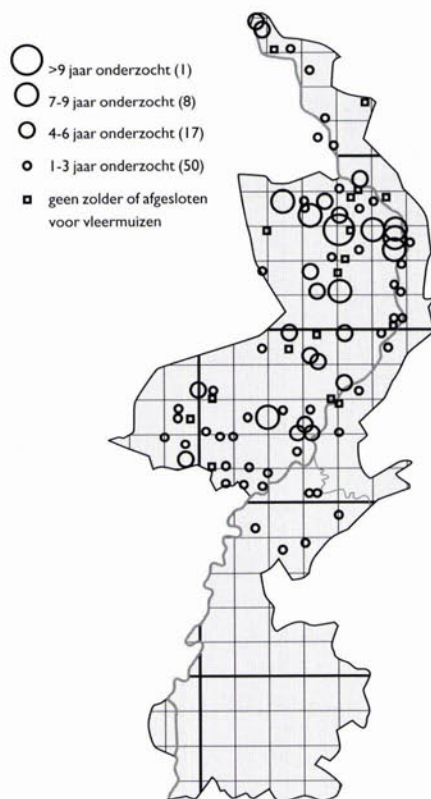 >9 jaar onderzocht (1)
7-9 jaar onderzocht (8)
4-6 jaar onderzocht (17)
1-3 jaar onderzocht (50)
geen zolder of afgesloten
voor vleermuizen